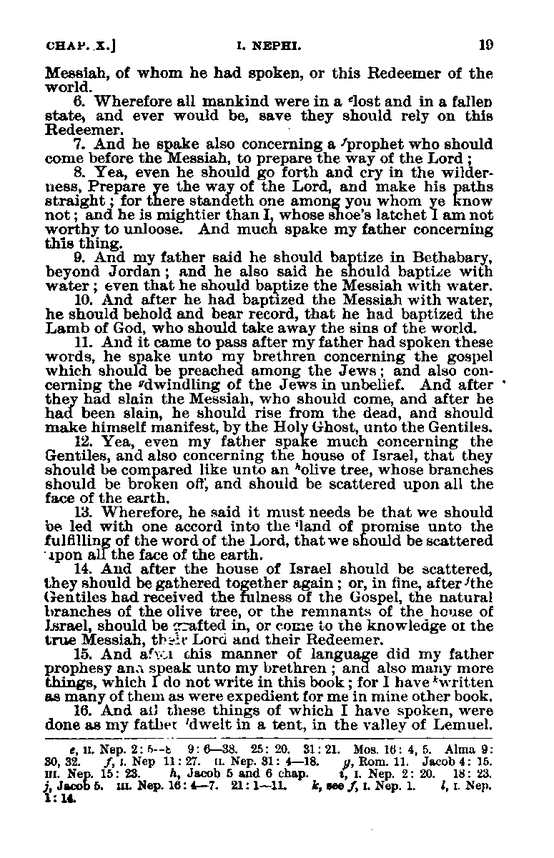 CHAP. X.] I. NEPHI. 19
Messiah, of whom he had spoken, or this Redeemer of the
world.
6. Wherefore all mankind were in a ᵉlost and in a fallen
state, and ever would be, save they should rely on this
Redeemer.
7. And he spake also concerning a ᶠprophet who should
come before the Messiah, to prepare the way of the Lord;
8. Yea, even he should go forth and cry in the wilder-
ness, Prepare ye the way of the Lord, and make his paths
straight; for there standeth one among you whom ye know
not; and he is mightier than I, whose shoe's latchet I am not
worthy to unloose. And much spake my father concerning
this thing.
9. And my father said he should baptize in Bethabary,
beyond Jordan; and he also said he should baptize with
water; even that he should baptize the Messiah with water.
10. And after he had baptized the Messiah with water,
he should behold and bear record, that he had baptized the
Lamb of God, who should take away the sins of the world.
11. And it came to pass after my father had spoken these
words, he spake unto my brethren concerning the gospel
which should be preached among the Jews; and also con-
cerning the ᵍdwindling of the Jews in unbelief. And after
they had slain the Messiah, who should come, and after he
had been slain, he should rise from the dead, and should
make himself manifest, by the Holy Ghost, unto the Gentiles.
12. Yea, even my father spake much concerning the
Gentiles, and also concerning the house of Israel, that they
should be compared like unto an ʰolive tree, whose branches
should be broken off, and should be scattered upon all the
face of the earth.
13. Wherefore, he said it must needs be that we should
be led with one accord into the ⁱland of promise unto the
fulfilling of the word of the Lord, that we should be scattered
upon all the face of the earth.
14. And after the house of Israel should be scattered,
they should be gathered together again; or, in fine, after ʲthe
Gentiles had received the fulness of the Gospel, the natural
branches of the olive tree, or the remnants of the house of
Israel, should be grafted in, or come to the knowledge of the
true Messiah, their Lord and their Redeemer.
15. And after this manner of language did my father
prophesy and speak unto my brethren; and also many more
things, which I do not write in this book; for I have ᵏwritten
as many of them as were expedient for me in mine other book.
16. And all these things of which I have spoken, were
done as my father ˡdwelt in a tent, in the valley of Lemuel.
e, II. Nep. 2: 5--8 9: 6—38. 25: 20. 31: 21. Mos. 16: 4, 5. Alma 9:
30, 32. f, I. Nep 11: 27. II. Nep. 31: 4—18. g, Rom. 11. Jacob 4: 15.
III. Nep. 15: 23. h, Jacob 5 and 6 chap. i, I. Nep. 2: 20. 18: 23.
j, Jacob 5. III. Nep. 16: 4—7. 21: 1—11. k, see f, I. Nep. 1. l, I. Nep.
1: 14.